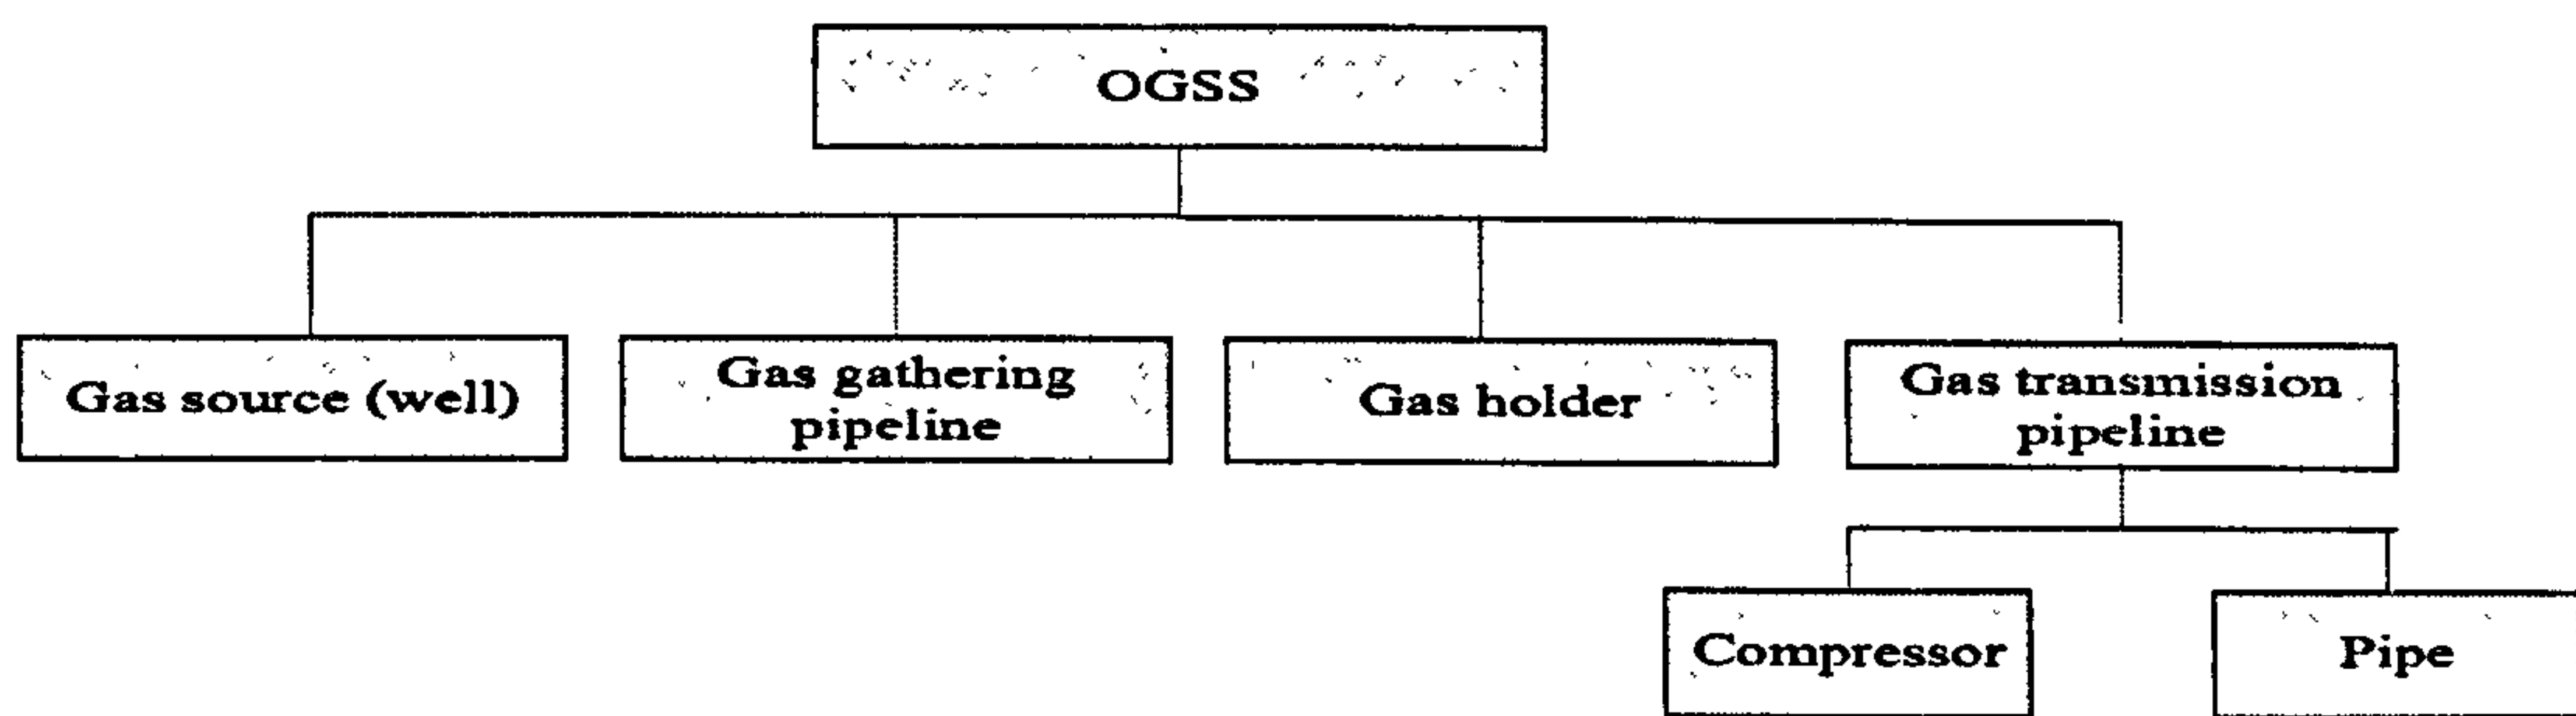 OGSS
Gas source (well)
Gas gathering
pipeline
Gas holder
Gas transmission
pipeline
Compressor
Pipe